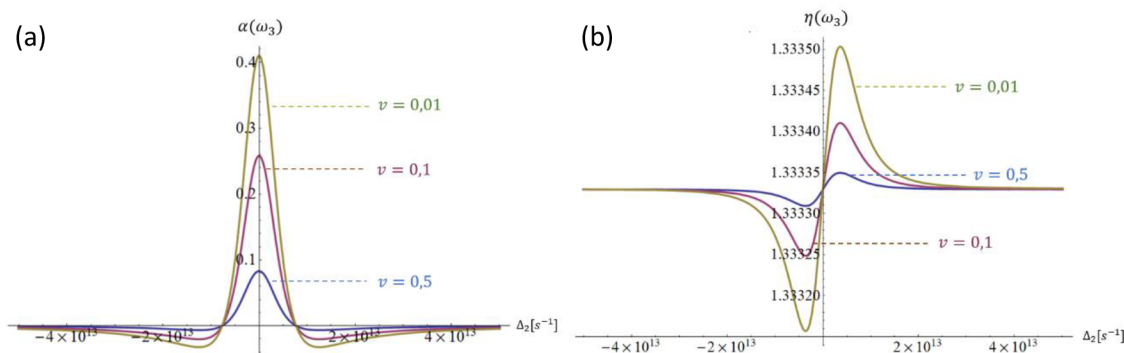 (a)
α(ω₃)
0.4
0.3
0.2
0.1
v = 0,01
v = 0,1
v = 0,5
−4×10¹³
−2×10¹³
2×10¹³
4×10¹³
Δ₂[s⁻¹]
(b)
η(ω₃)
1.33350
1.33345
1.33340
1.33335
1.33330
1.33325
1.33320
v = 0,01
v = 0,5
v = 0,1
−4×10¹³
−2×10¹³
2×10¹³
4×10¹³
Δ₂[s⁻¹]